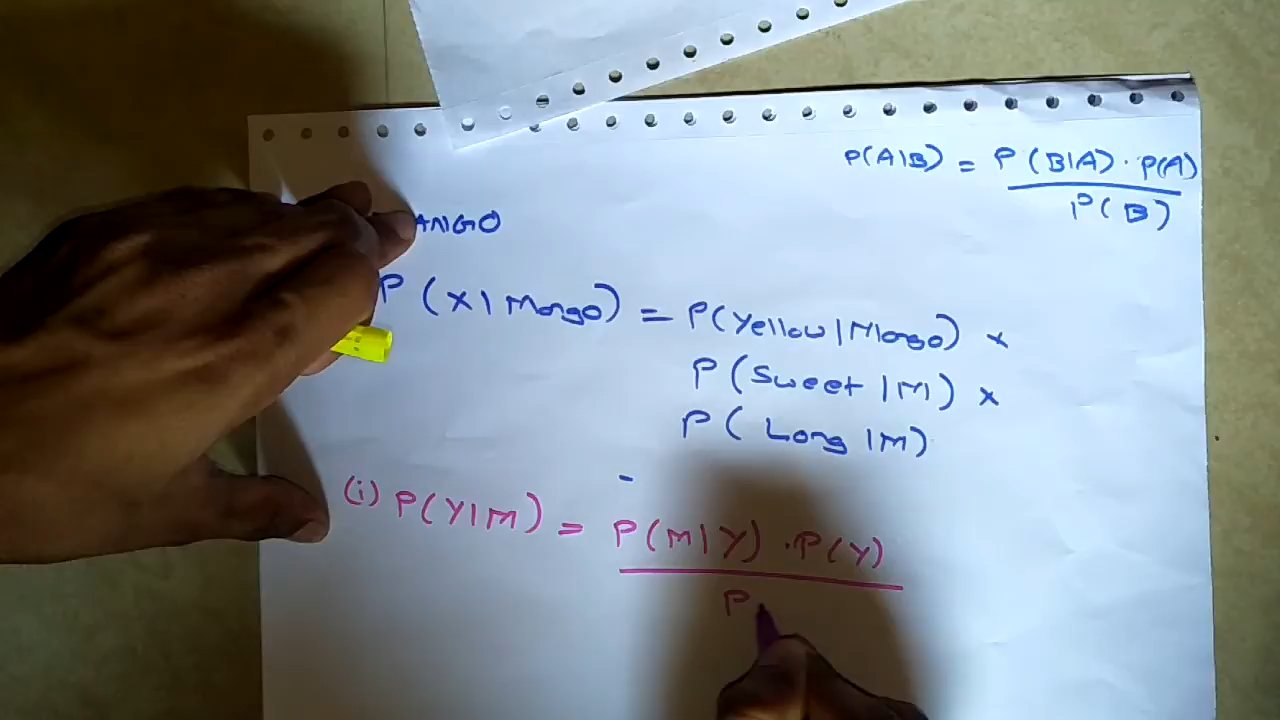 P(A|B) = P(B|A) . P(A)
P(B)
ANGO
P(X|Mango) = P(Yellow|Mango) ×
P(Sweet|M) ×
P(Long|M)
(i) P(Y|M) = P(M|Y) . P(Y)
P